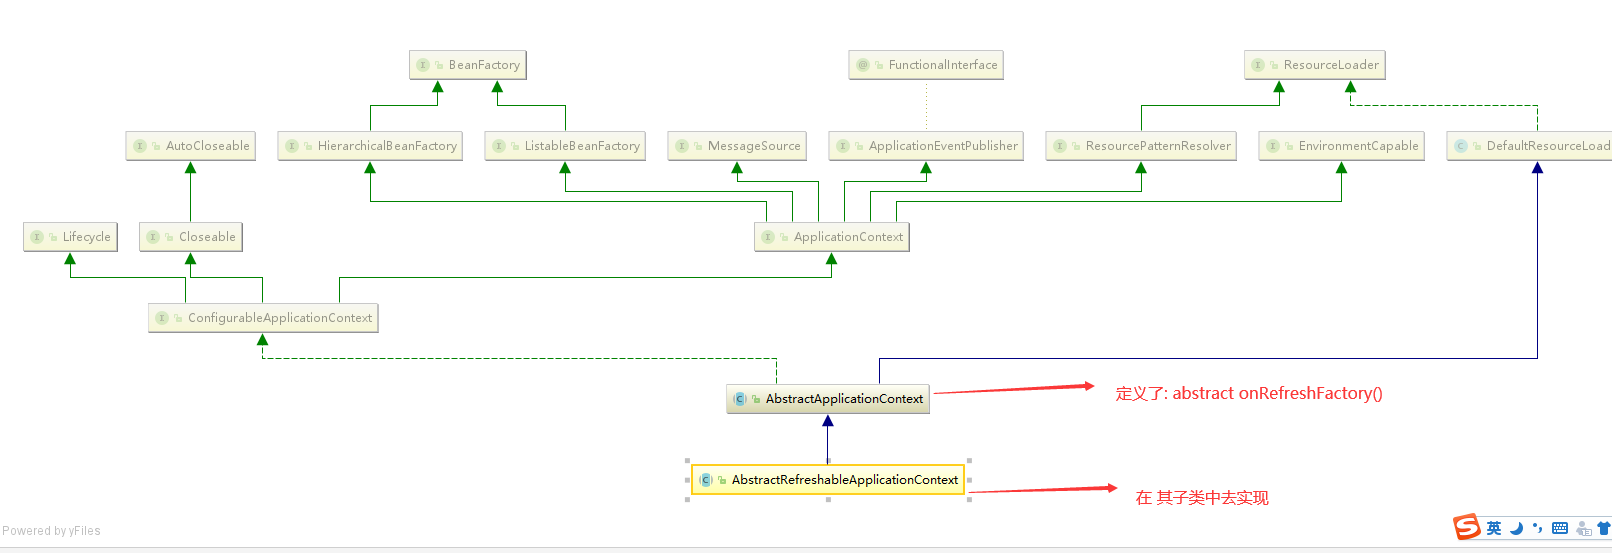 BeanFactory
FunctionalInterface
ResourceLoader
AutoCloseable
HierarchicalBeanFactory
ListableBeanFactory
MessageSource
ApplicationEventPublisher
ResourcePatternResolver
EnvironmentCapable
DefaultResourceLoad
Lifecycle
Closeable
ApplicationContext
ConfigurableApplicationContext
AbstractApplicationContext
定义了: abstract onRefreshFactory()
AbstractRefreshableApplicationContext
在 其子类中去实现
Powered by yFiles
英